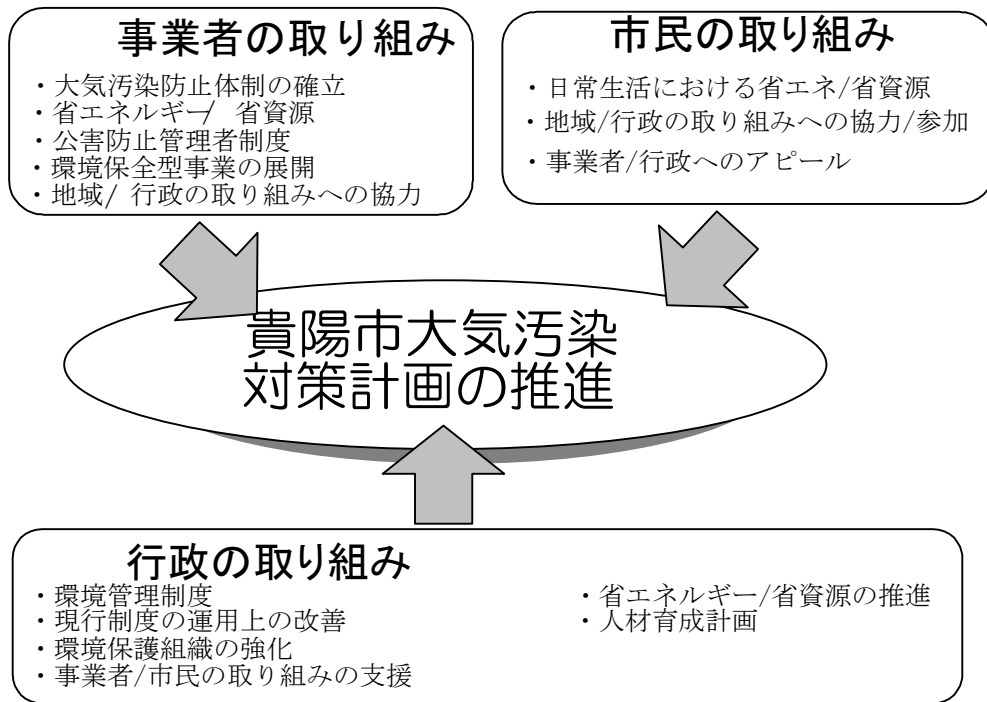 事業者の取り組み
・大気汚染防止体制の確立
・省エネルギー/ 省資源
・公害防止管理者制度
・環境保全型事業の展開
・地域/ 行政の取り組みへの協力
市民の取り組み
・日常生活における省エネ/省資源
・地域/行政の取り組みへの協力/参加
・事業者/行政へのアピール
貴陽市大気汚染
対策計画の推進
行政の取り組み
・環境管理制度
・現行制度の運用上の改善
・環境保護組織の強化
・事業者/市民の取り組みの支援
・省エネルギー/省資源の推進
・人材育成計画